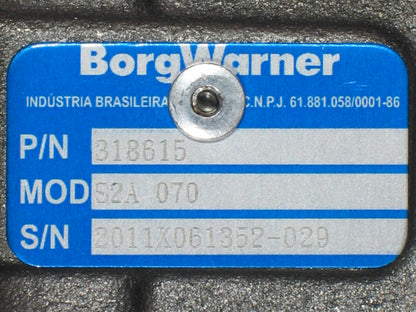 BorgWarner
INDÚSTRIA BRASILEIRA C.N.P.J. 61.881.058/0001-86
P/N 318615
MOD S2A 070
S/N 2011X061352-029